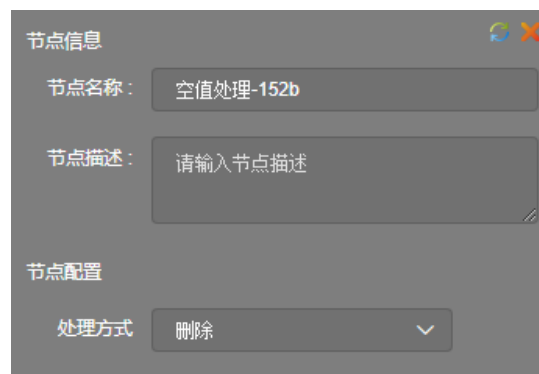 节点信息
节点名称：
空值处理-152b
节点描述：
请输入节点描述
节点配置
处理方式
删除